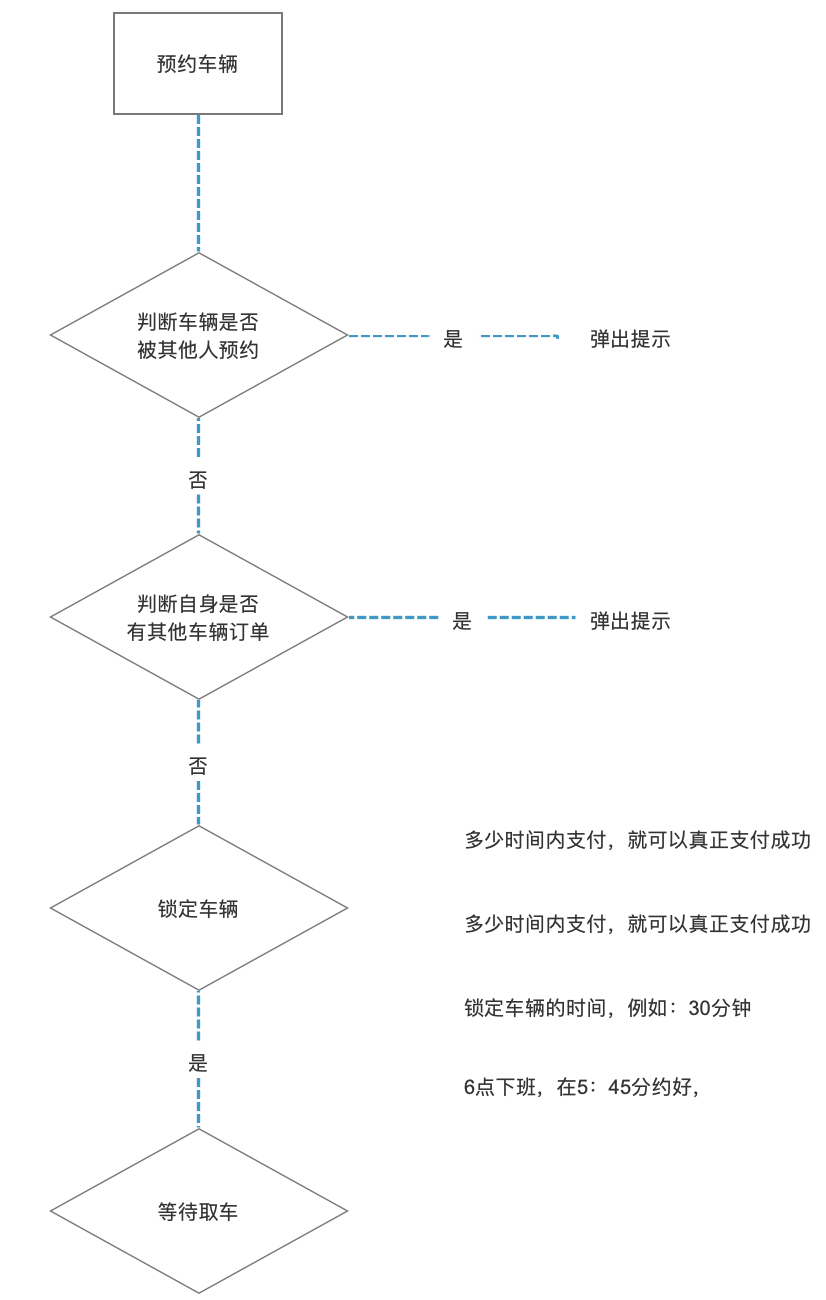 预约车辆
判断车辆是否
被其他人预约
是
弹出提示
否
判断自身是否
有其他车辆订单
是
弹出提示
否
多少时间内支付，就可以真正支付成功
锁定车辆
多少时间内支付，就可以真正支付成功
锁定车辆的时间，例如：30分钟
是
6点下班，在5：45分约好，
等待取车